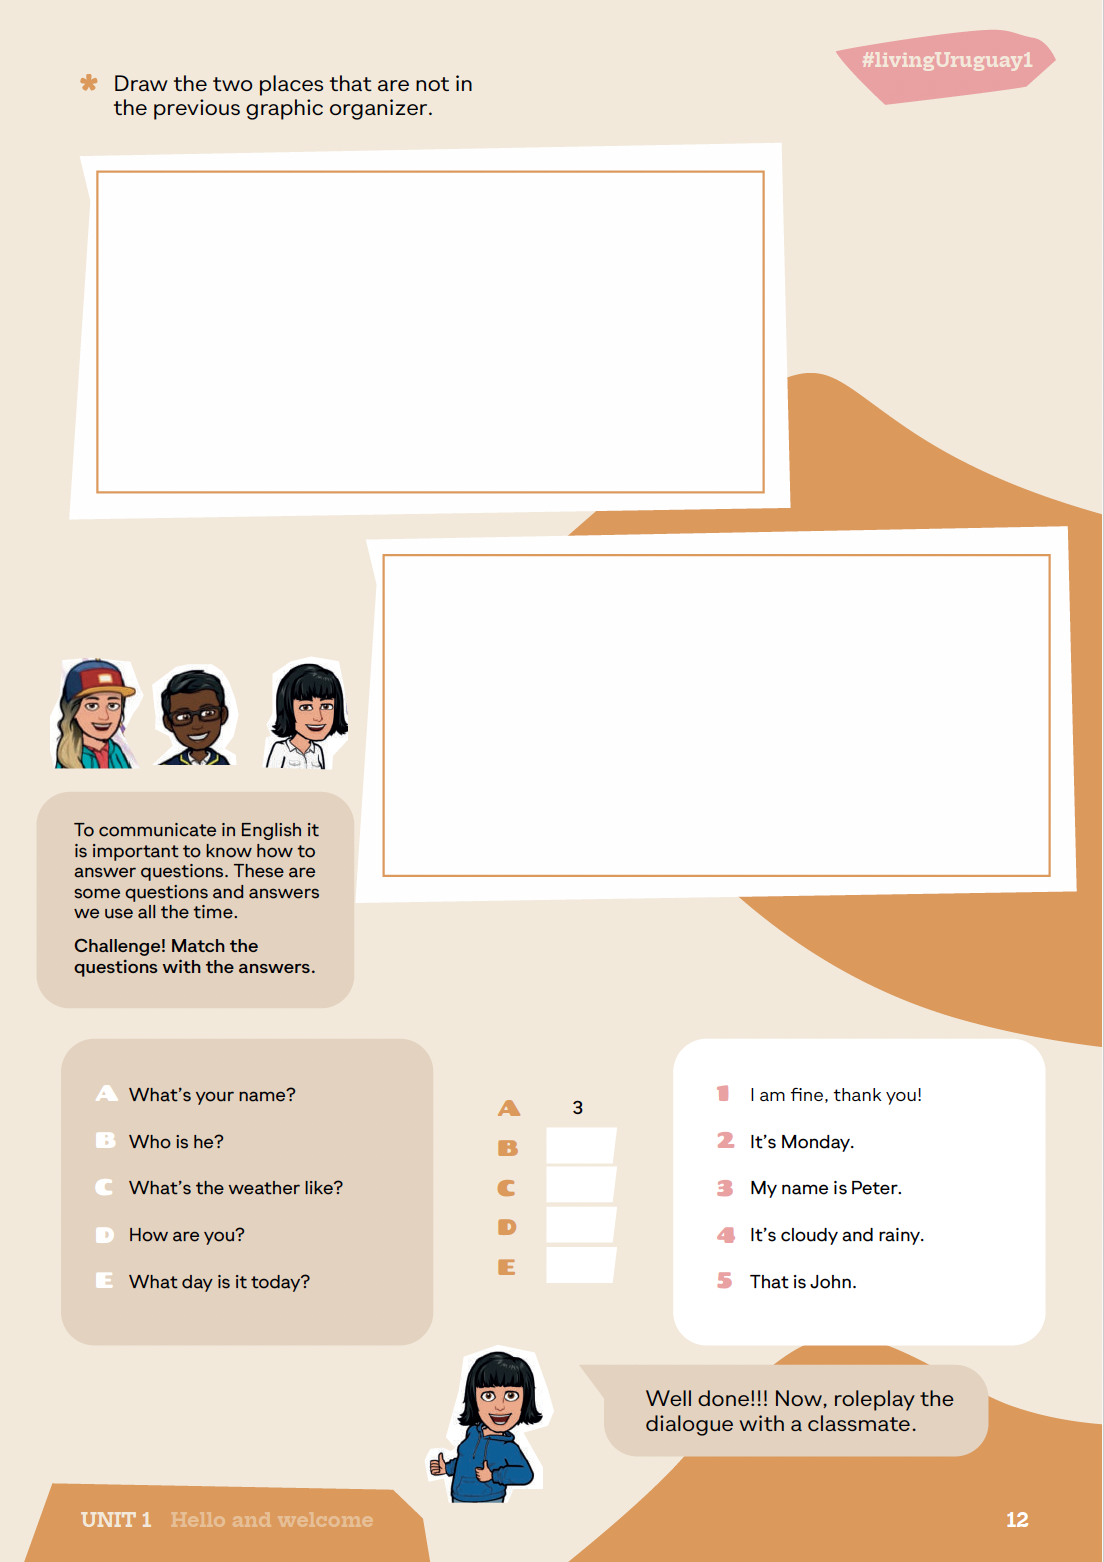 #livingUruguay1
* Draw the two places that are not in
the previous graphic organizer.
To communicate in English it
is important to know how to
answer questions. These are
some questions and answers
we use all the time.
Challenge! Match the
questions with the answers.
A What's your name?
B Who is he?
C What's the weather like?
D How are you?
E What day is it today?
A 3
B
C
D
E
1 I am fine, thank you!
2 It's Monday.
3 My name is Peter.
4 It's cloudy and rainy.
5 That is John.
Well done!!! Now, roleplay the
dialogue with a classmate.
UNIT 1 Hello and welcome
12